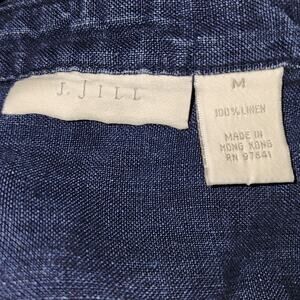 J. JILL
M
100% LINEN
MADE IN
HONG KONG
RN 97841